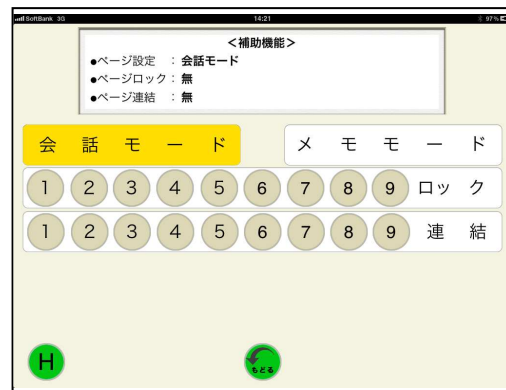 SoftBank 3G 14:21 97%
<補助機能>
●ページ設定 : 会話モード
●ページロック : 無
●ページ連結 : 無
会話モード メモモード
1 2 3 4 5 6 7 8 9 ロック
1 2 3 4 5 6 7 8 9 連結
H もどる